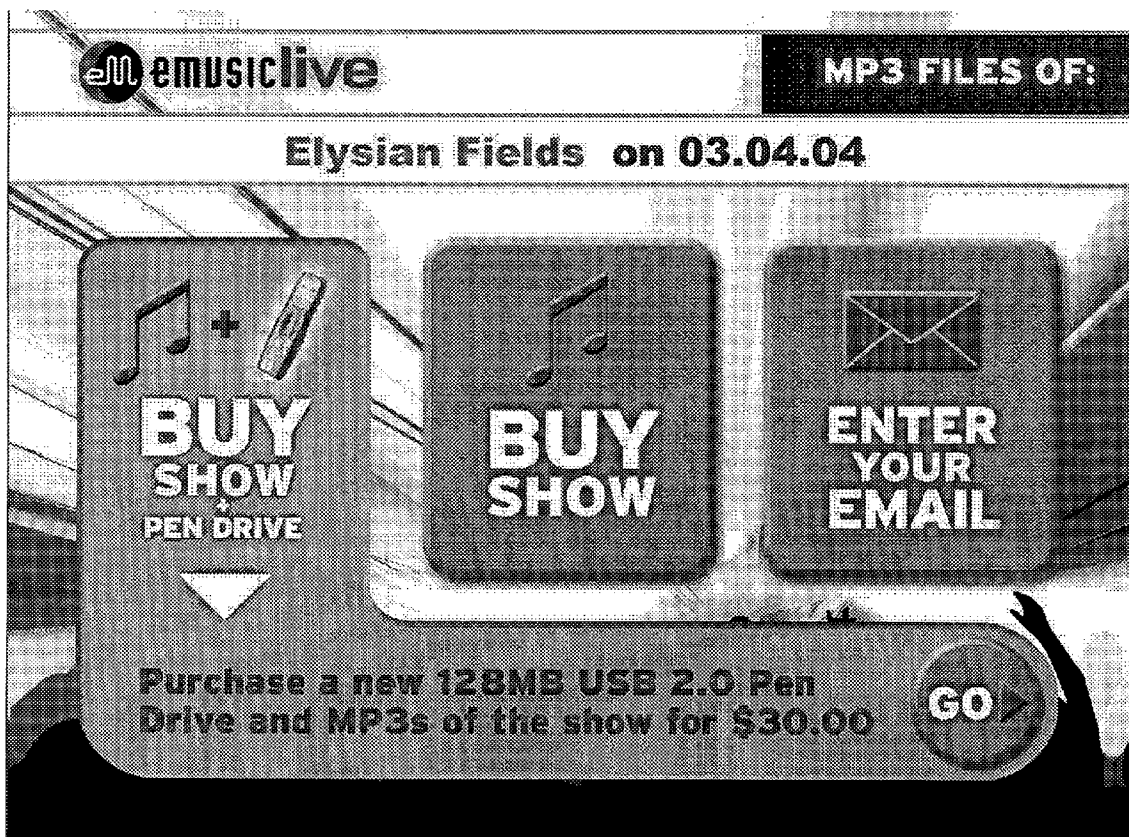 eM emusiclive
MP3 FILES OF:
Elysian Fields on 03.04.04
+
BUY
SHOW
+
PEN DRIVE
BUY
SHOW
ENTER
YOUR
EMAIL
Purchase a new 128MB USB 2.0 Pen
Drive and MP3s of the show for $30.00
GO